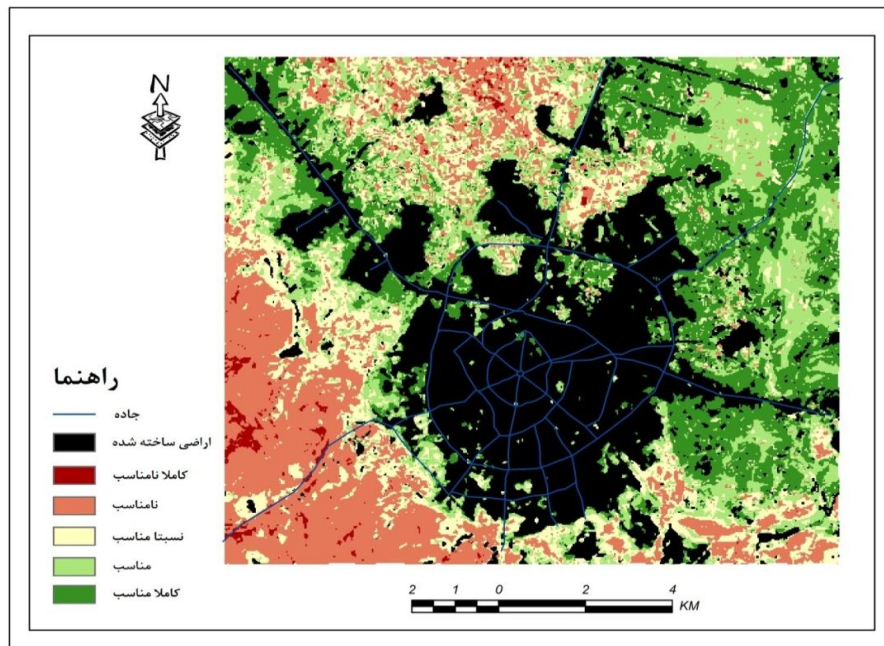 N
راهنما
جاده
اراضی ساخته شده
کاملا نامناسب
نامناسب
نسبتا مناسب
مناسب
کاملا مناسب
2 1 0 2 4
KM